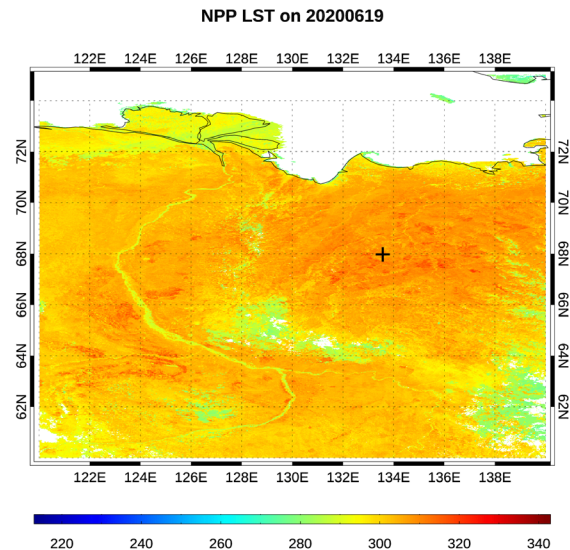 NPP LST on 20200619
122E 124E 126E 128E 130E 132E 134E 136E 138E
72N 72N
70N 70N
68N 68N
66N 66N
64N 64N
62N 62N
122E 124E 126E 128E 130E 132E 134E 136E 138E
220 240 260 280 300 320 340